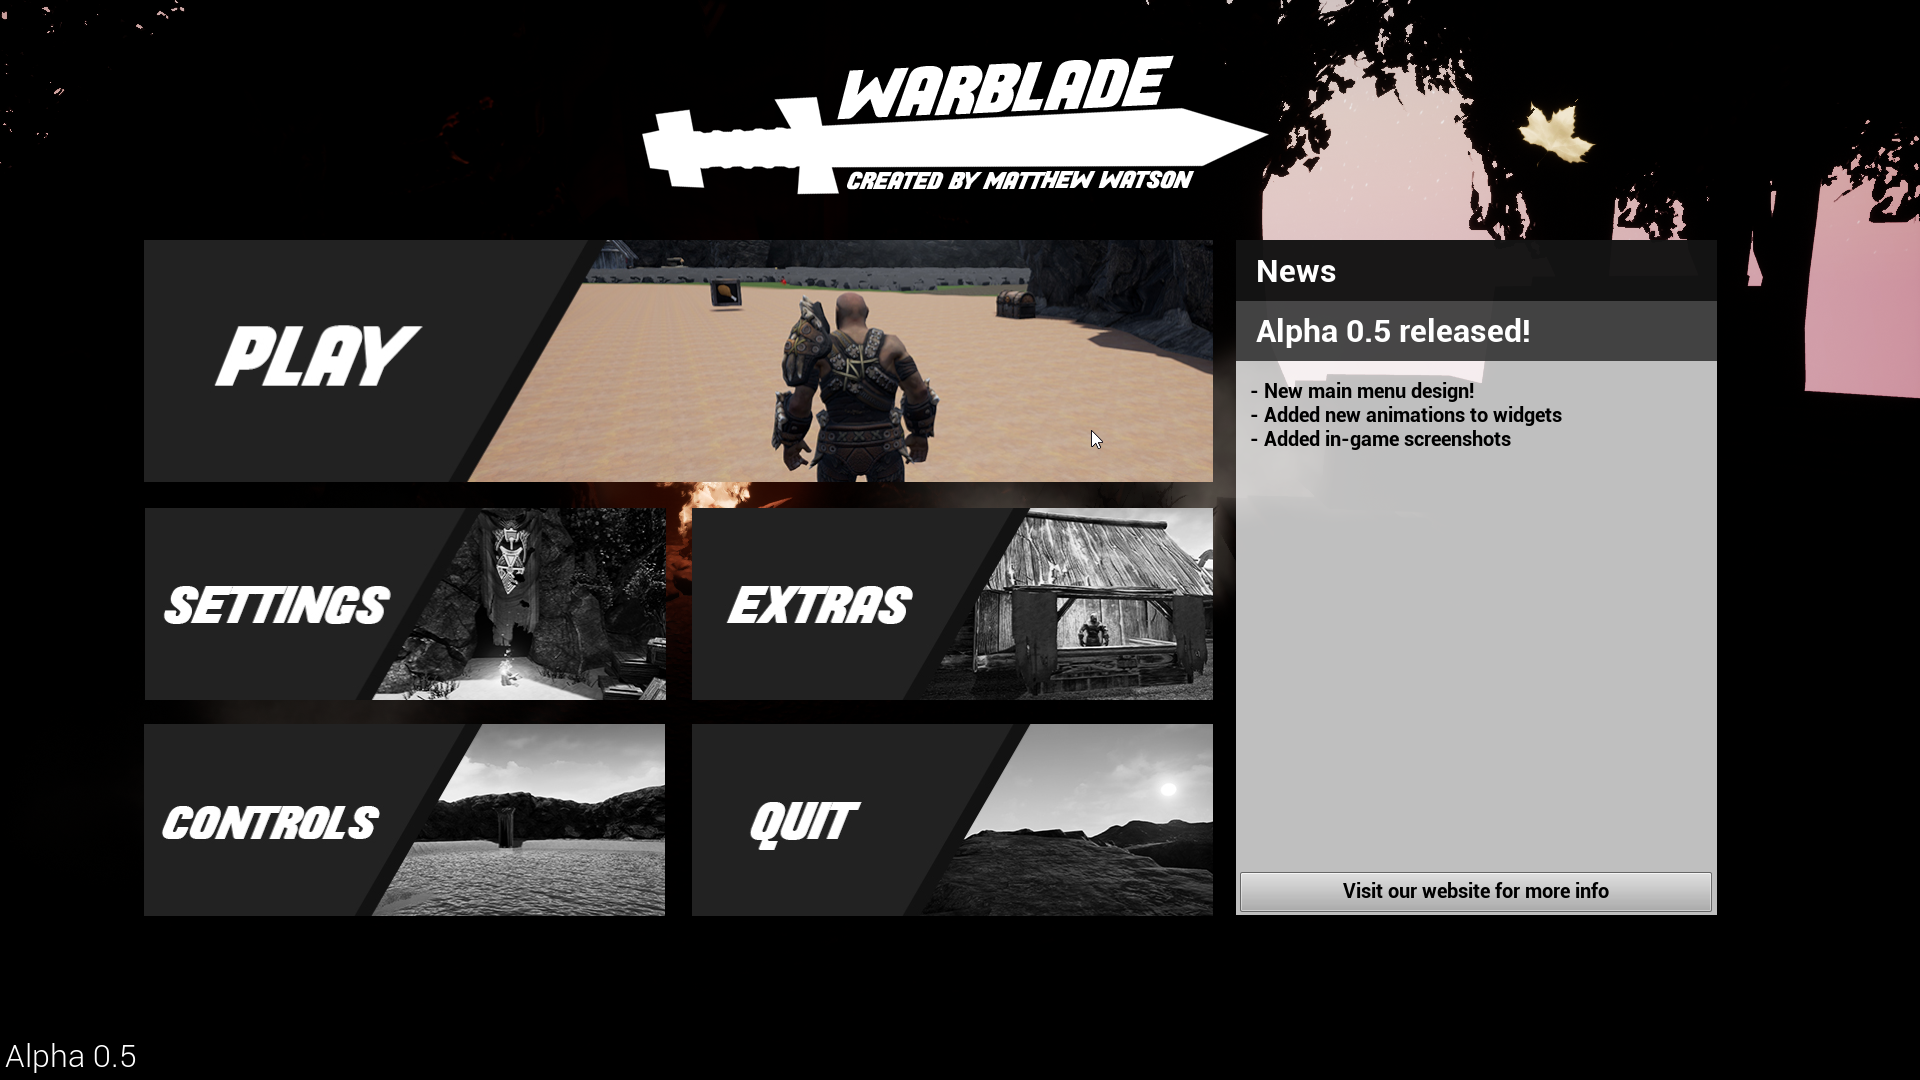 WARBLADE
CREATED BY MATTHEW WATSON
PLAY
SETTINGS
EXTRAS
CONTROLS
QUIT
News
Alpha 0.5 released!
- New main menu design!
- Added new animations to widgets
- Added in-game screenshots
Visit our website for more info
Alpha 0.5